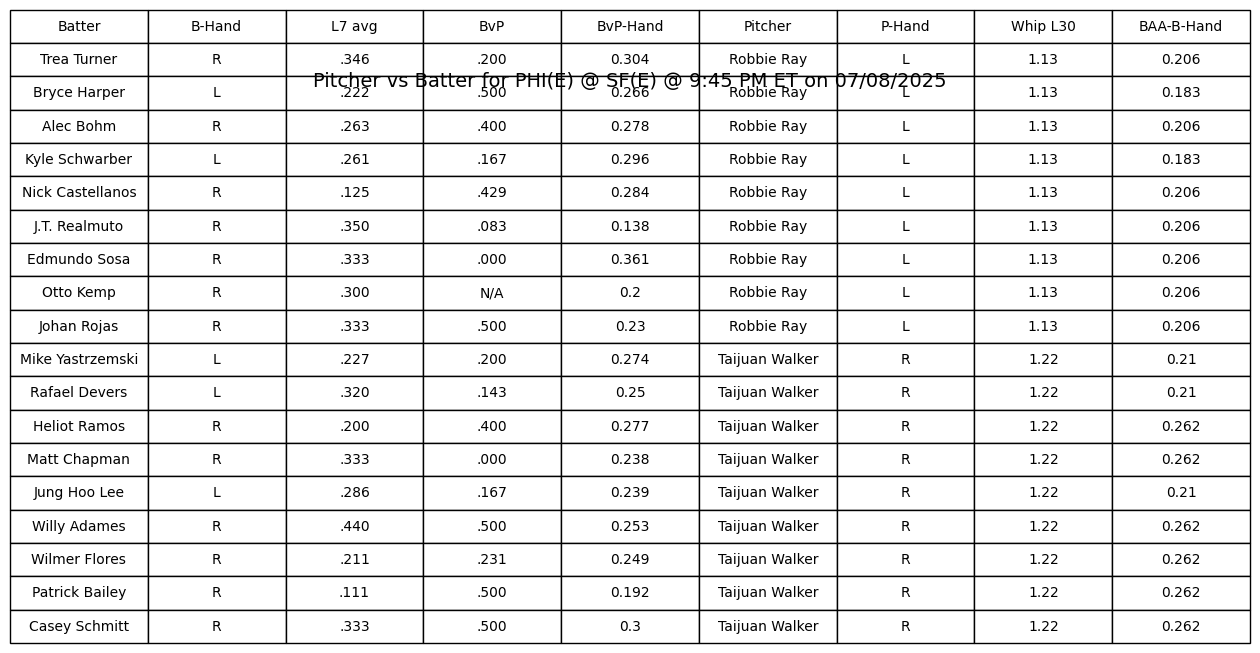 Batter B-Hand L7 avg BvP BvP-Hand Pitcher P-Hand Whip L30 BAA-B-Hand
Trea Turner R .346 .200 0.304 Robbie Ray L 1.13 0.206
Pitcher vs Batter for PHI(E) @ SF(E) @ 9:45 PM ET on 07/08/2025
Bryce Harper L .222 .500 0.266 Robbie Ray L 1.13 0.183
Alec Bohm R .263 .400 0.278 Robbie Ray L 1.13 0.206
Kyle Schwarber L .261 .167 0.296 Robbie Ray L 1.13 0.183
Nick Castellanos R .125 .429 0.284 Robbie Ray L 1.13 0.206
J.T. Realmuto R .350 .083 0.138 Robbie Ray L 1.13 0.206
Edmundo Sosa R .333 .000 0.361 Robbie Ray L 1.13 0.206
Otto Kemp R .300 N/A 0.2 Robbie Ray L 1.13 0.206
Johan Rojas R .333 .500 0.23 Robbie Ray L 1.13 0.206
Mike Yastrzemski L .227 .200 0.274 Taijuan Walker R 1.22 0.21
Rafael Devers L .320 .143 0.25 Taijuan Walker R 1.22 0.21
Heliot Ramos R .200 .400 0.277 Taijuan Walker R 1.22 0.262
Matt Chapman R .333 .000 0.238 Taijuan Walker R 1.22 0.262
Jung Hoo Lee L .286 .167 0.239 Taijuan Walker R 1.22 0.21
Willy Adames R .440 .500 0.253 Taijuan Walker R 1.22 0.262
Wilmer Flores R .211 .231 0.249 Taijuan Walker R 1.22 0.262
Patrick Bailey R .111 .500 0.192 Taijuan Walker R 1.22 0.262
Casey Schmitt R .333 .500 0.3 Taijuan Walker R 1.22 0.262